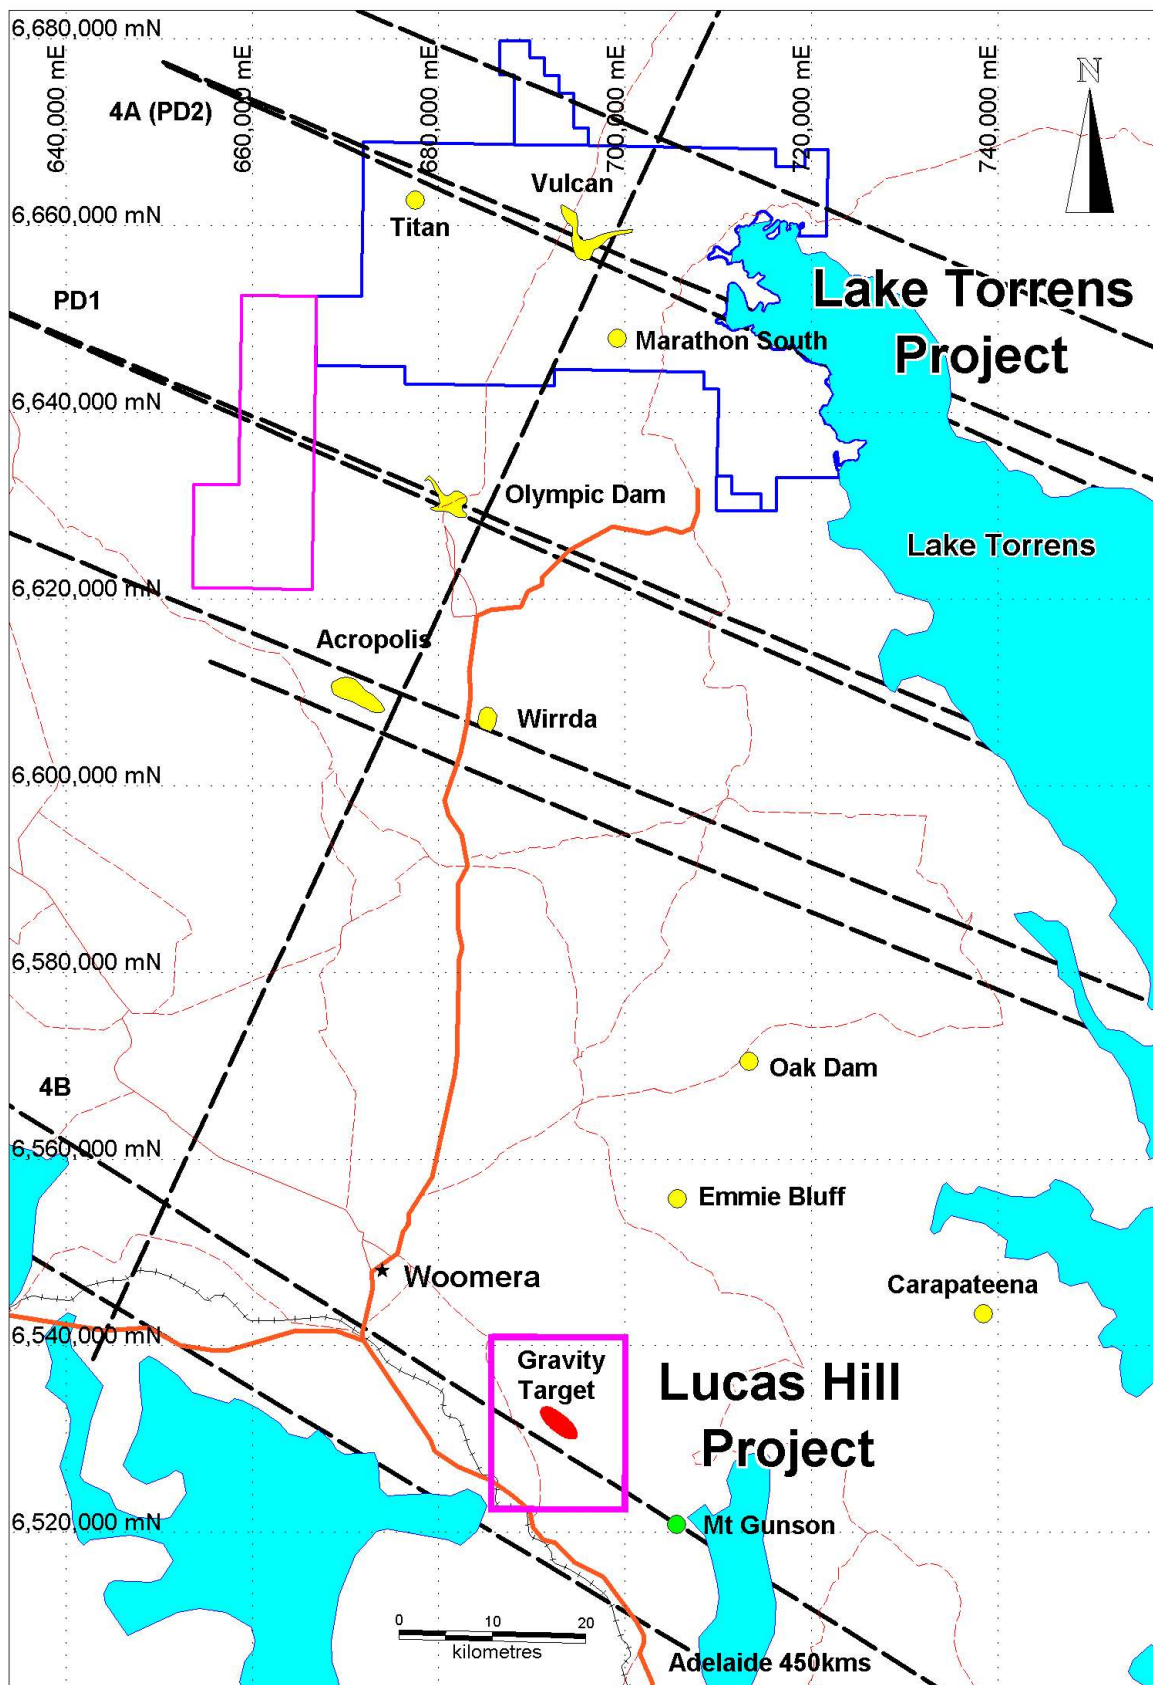 6,680,000 mN
640,000 mE
660,000 mE
680,000 mE
700,000 mE
720,000 mE
740,000 mE
N
4A (PD2)
Vulcan
Titan
6,660,000 mN
PD1
Lake Torrens
Project
Marathon South
6,640,000 mN
Olympic Dam
Lake Torrens
6,620,000 mN
Acropolis
Wirrda
6,600,000 mN
6,580,000 mN
Oak Dam
4B
6,560,000 mN
Emmie Bluff
Woomera
Carapateena
6,540,000 mN
Gravity
Target
Lucas Hill
Project
6,520,000 mN
Mt Gunson
0 10 20
kilometres
Adelaide 450kms